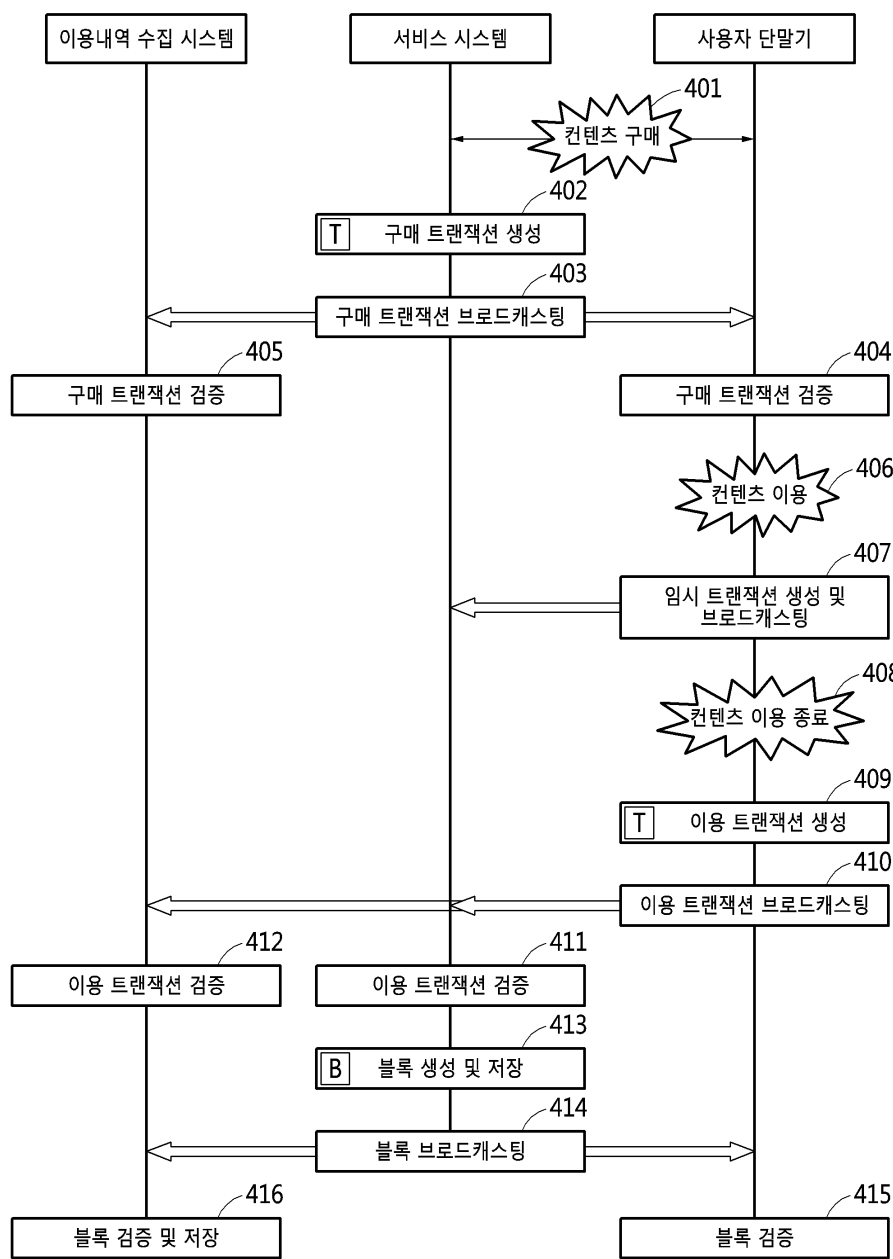 이용내역 수집 시스템
서비스 시스템
사용자 단말기
401
컨텐츠 구매
402
T 구매 트랜잭션 생성
403
구매 트랜잭션 브로드캐스팅
405
구매 트랜잭션 검증
404
구매 트랜잭션 검증
406
컨텐츠 이용
407
임시 트랜잭션 생성 및
브로드캐스팅
408
컨텐츠 이용 종료
409
T 이용 트랜잭션 생성
410
이용 트랜잭션 브로드캐스팅
412
이용 트랜잭션 검증
411
이용 트랜잭션 검증
413
B 블록 생성 및 저장
414
블록 브로드캐스팅
416
블록 검증 및 저장
415
블록 검증